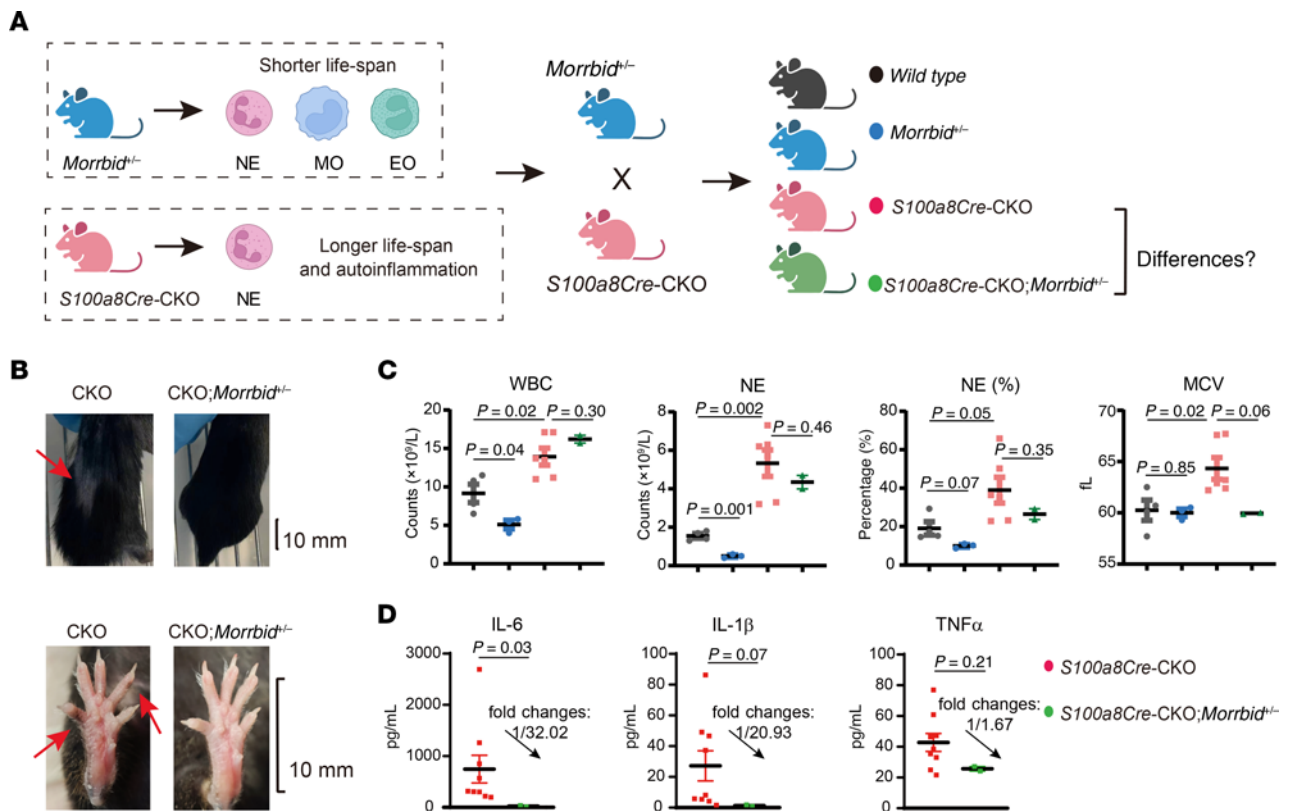 A
Shorter life-span
Morrbid+/–
NE MO EO
Longer life-span
and autoinflammation
S100a8Cre-CKO
NE
Morrbid+/–
X
S100a8Cre-CKO
Wild type
Morrbid+/–
S100a8Cre-CKO
S100a8Cre-CKO;Morrbid+/–
Differences?
B
CKO CKO;Morrbid+/–
10 mm
CKO CKO;Morrbid+/–
10 mm
C
WBC
Counts (×10⁹/L)
20
15
10
5
0
P = 0.02
P = 0.30
P = 0.04
NE
Counts (×10⁹/L)
8
6
4
2
0
P = 0.002
P = 0.46
P = 0.001
NE (%)
Percentage (%)
80
60
40
20
0
P = 0.05
P = 0.35
P = 0.07
MCV
fL
70
65
60
55
P = 0.02
P = 0.06
P = 0.85
D
IL-6
pg/mL
3000
2000
1000
0
P = 0.03
fold changes:
1/32.02
IL-1β
pg/mL
100
80
60
40
20
0
P = 0.07
fold changes:
1/20.93
TNFα
pg/mL
100
80
60
40
20
0
P = 0.21
fold changes:
1/1.67
S100a8Cre-CKO
S100a8Cre-CKO;Morrbid+/–